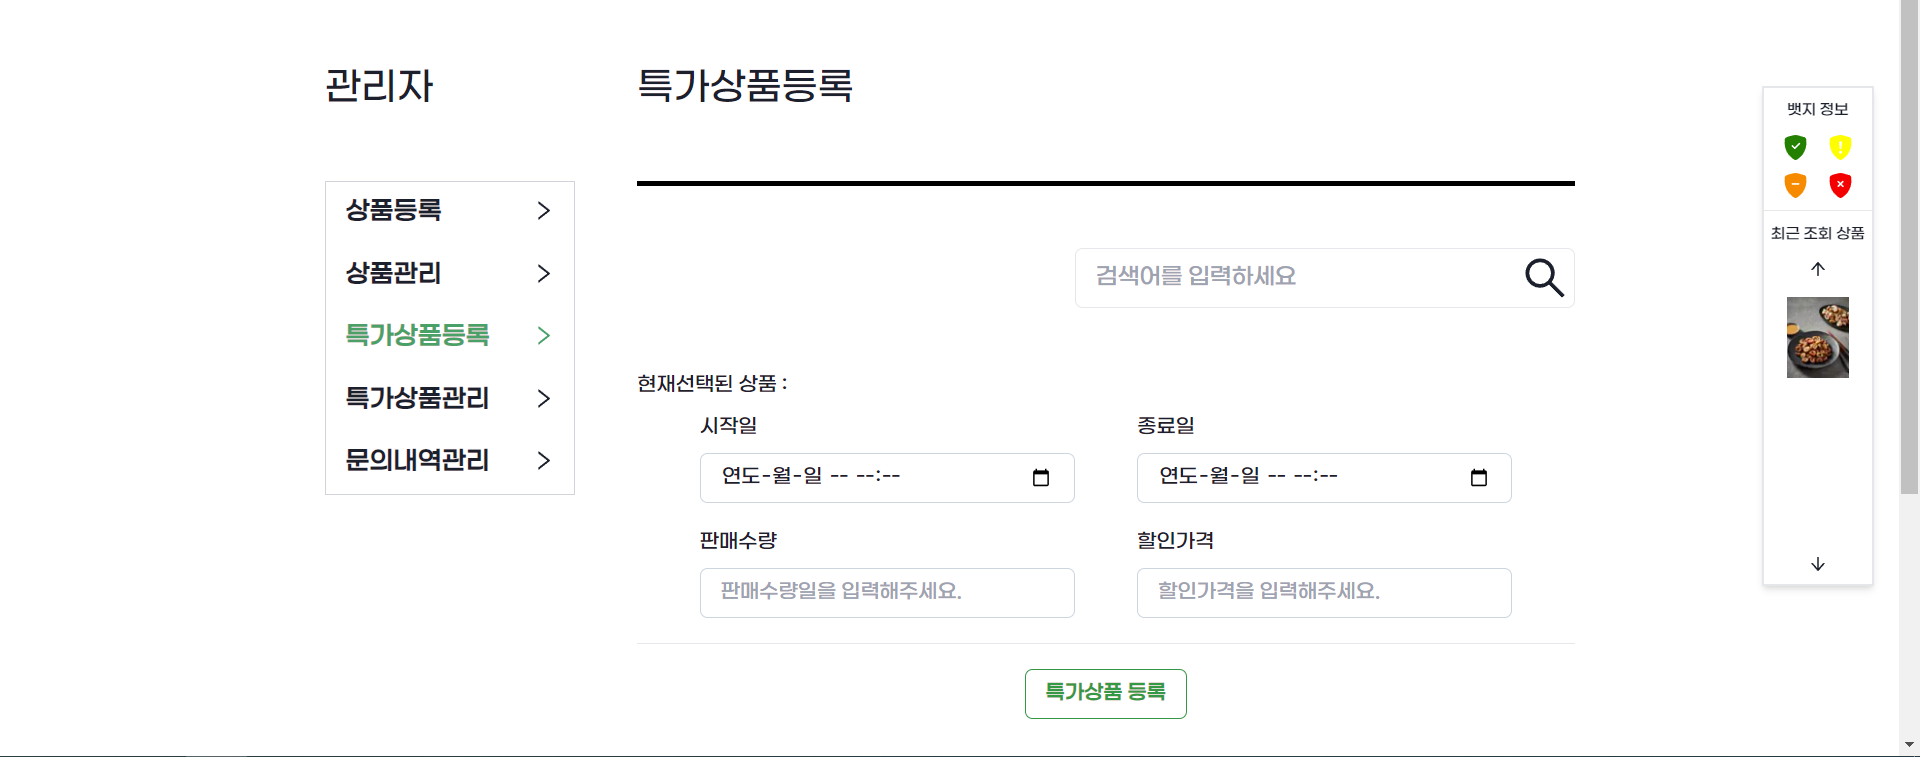 관리자
특가상품등록
상품등록
상품관리
특가상품등록
특가상품관리
문의내역관리
검색어를 입력하세요
현재선택된 상품 :
시작일
종료일
연도-월-일 -- --:--
연도-월-일 -- --:--
판매수량
할인가격
판매수량일을 입력해주세요.
할인가격을 입력해주세요.
특가상품 등록
뱃지 정보
최근 조회 상품